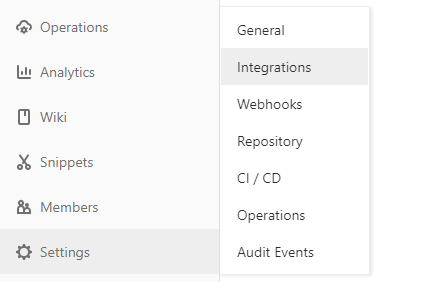 Operations
Analytics
Wiki
Snippets
Members
Settings
General
Integrations
Webhooks
Repository
CI / CD
Operations
Audit Events